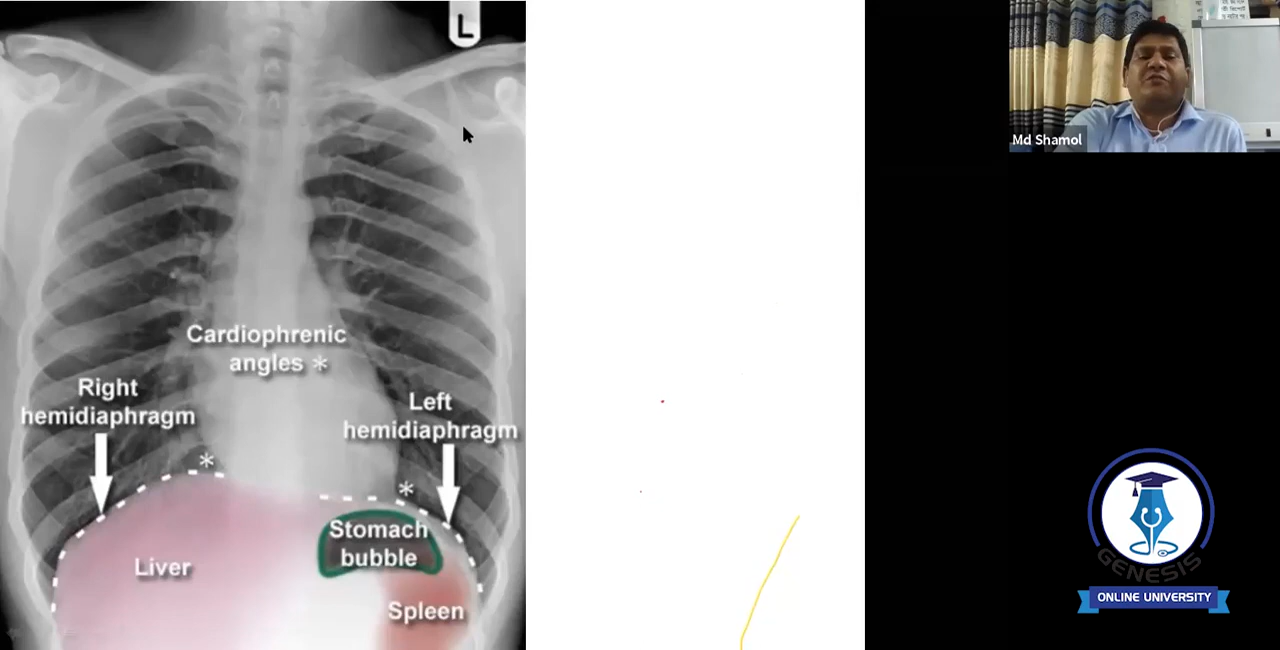 L
Cardiophrenic
angles *
Right
hemidiaphragm
Left
hemidiaphragm
*
*
Stomach
bubble
Liver
Spleen
Md Shamol
GENESIS
ONLINE UNIVERSITY